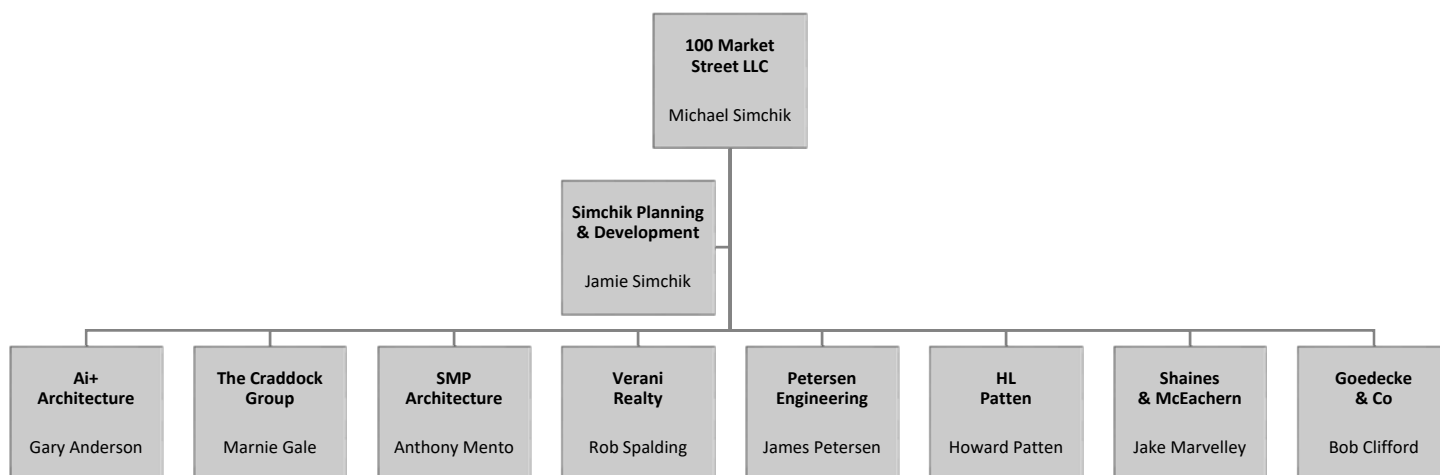 100 Market
Street LLC
Michael Simchik
Simchik Planning
& Development
Jamie Simchik
Ai+
Architecture
Gary Anderson
The Craddock
Group
Marnie Gale
SMP
Architecture
Anthony Mento
Verani
Realty
Rob Spalding
Petersen
Engineering
James Petersen
HL
Patten
Howard Patten
Shaines
& McEachern
Jake Marvelley
Goedecke
& Co
Bob Clifford